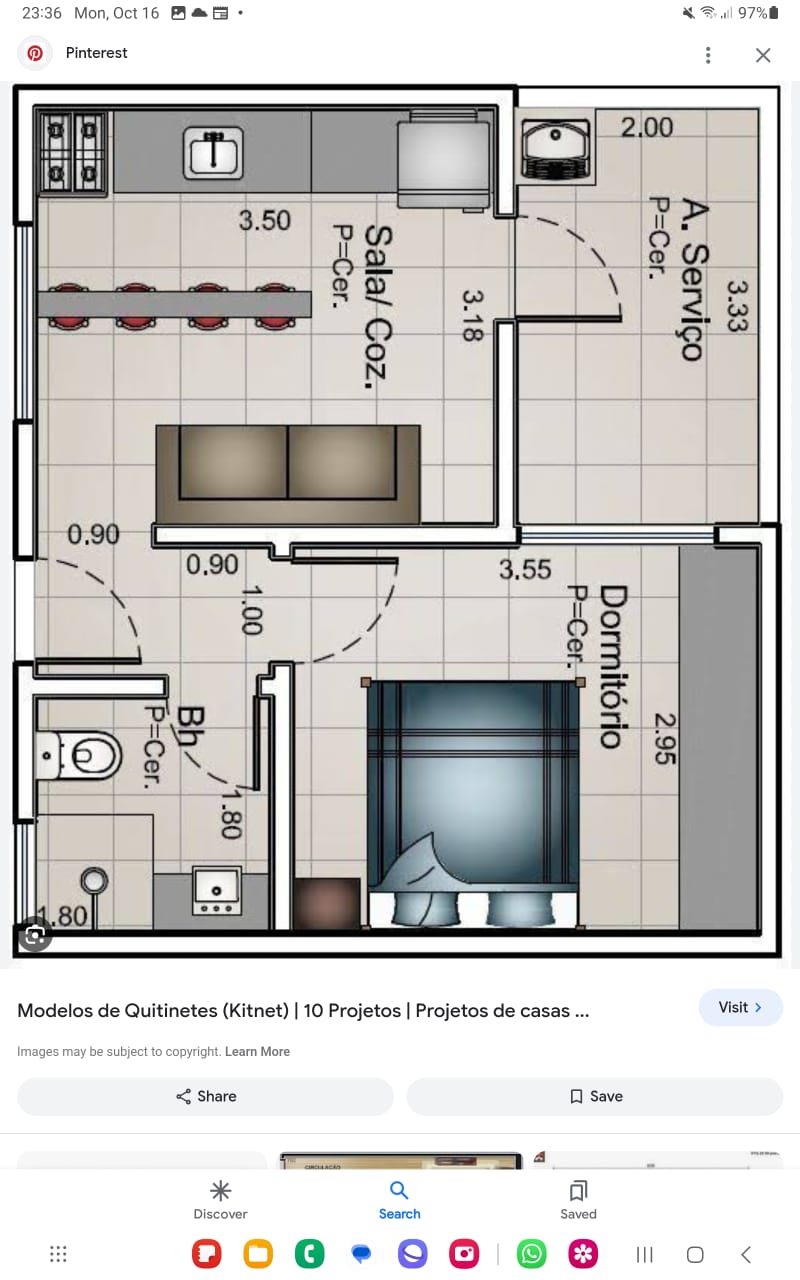 23:36 Mon, Oct 16
97%
Pinterest
2.00
3.50
Sala/ Coz.
P=Cer.
3.18
A. Serviço
P=Cer.
3.33
0.90
0.90
1.00
3.55
Dormitório
P=Cer.
2.95
Bh
P=Cer.
1.80
1.80
Modelos de Quitinetes (Kitnet) | 10 Projetos | Projetos de casas ...
Visit
Images may be subject to copyright. Learn More
Share
Save
CIRCULAÇÃO
Discover
Search
Saved